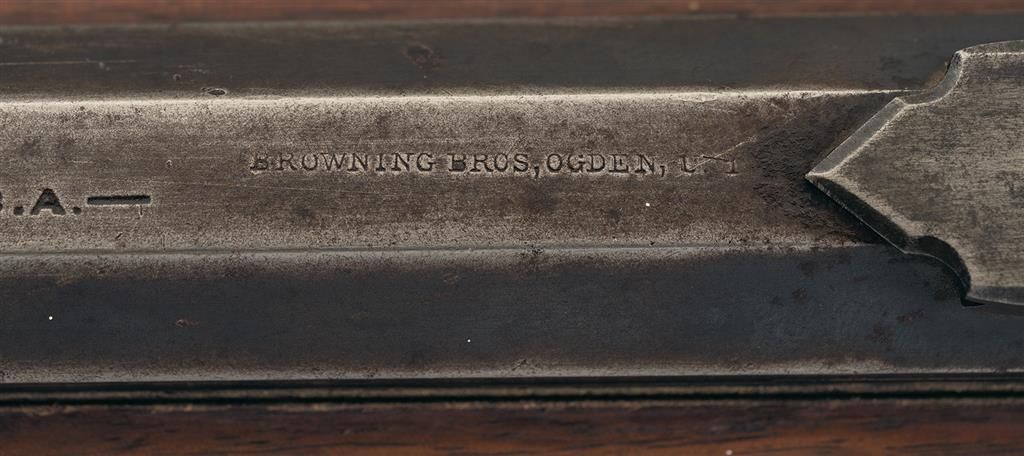 BROWNING BROS, OGDEN, U.T
.A.—